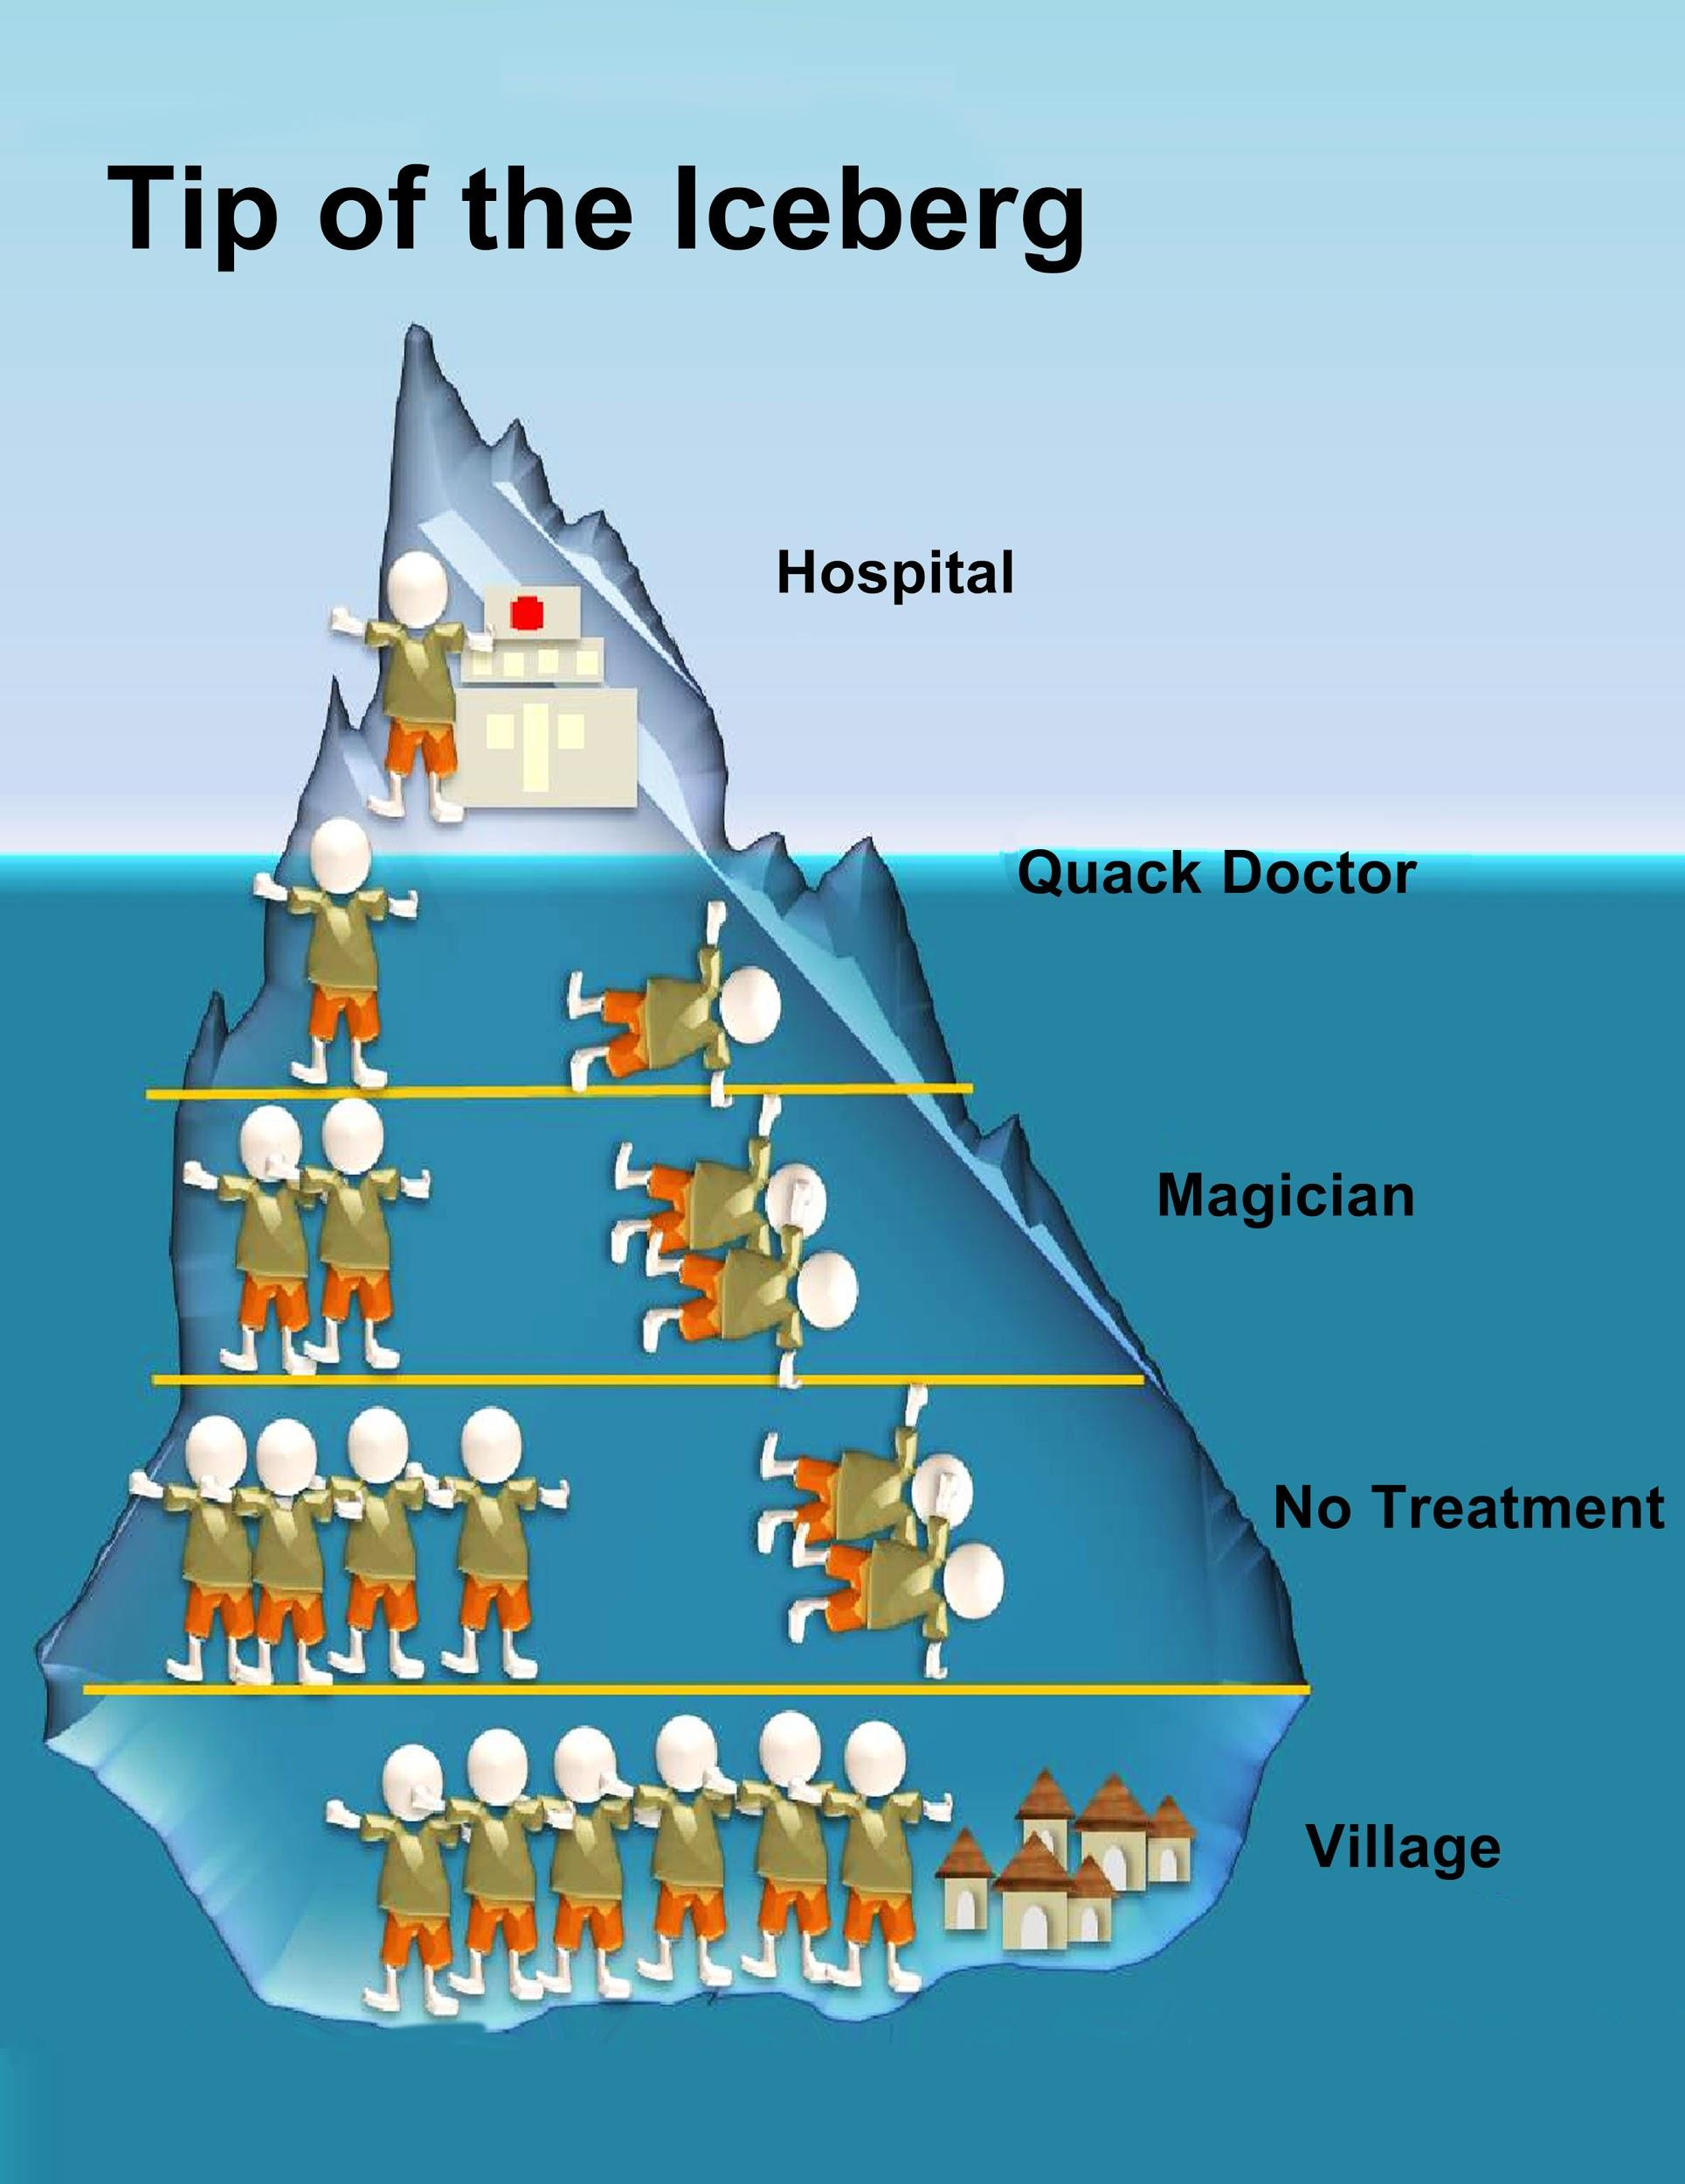 Tip of the Iceberg
Hospital
Quack Doctor
Magician
No Treatment
Village